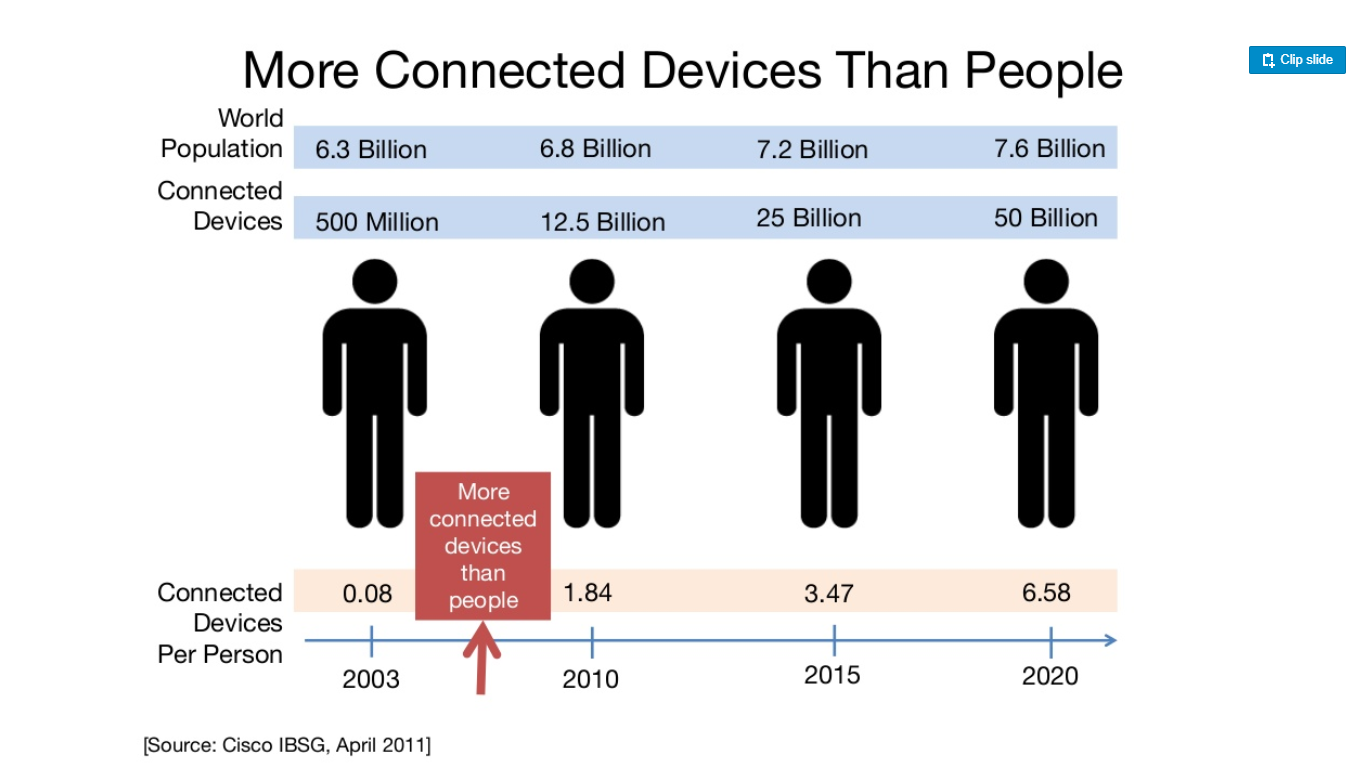 More Connected Devices Than People
Clip slide
World
Population
6.3 Billion 6.8 Billion 7.2 Billion 7.6 Billion
Connected
Devices
500 Million 12.5 Billion 25 Billion 50 Billion
More
connected
devices
than
people
Connected
Devices
Per Person
0.08 1.84 3.47 6.58
2003 2010 2015 2020
[Source: Cisco IBSG, April 2011]